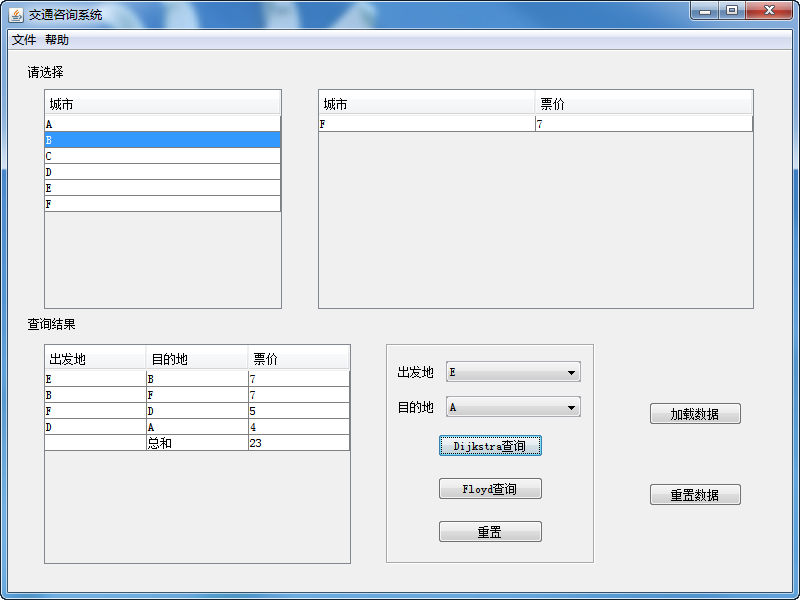 交通咨询系统
文件 帮助
请选择
城市
A
B
C
D
E
F
城市 票价
F 7
查询结果
出发地 目的地 票价
E B 7
B F 7
F D 5
D A 4
总和 23
出发地 E
目的地 A
Dijkstra查询
Floyd查询
重置
加载数据
重置数据